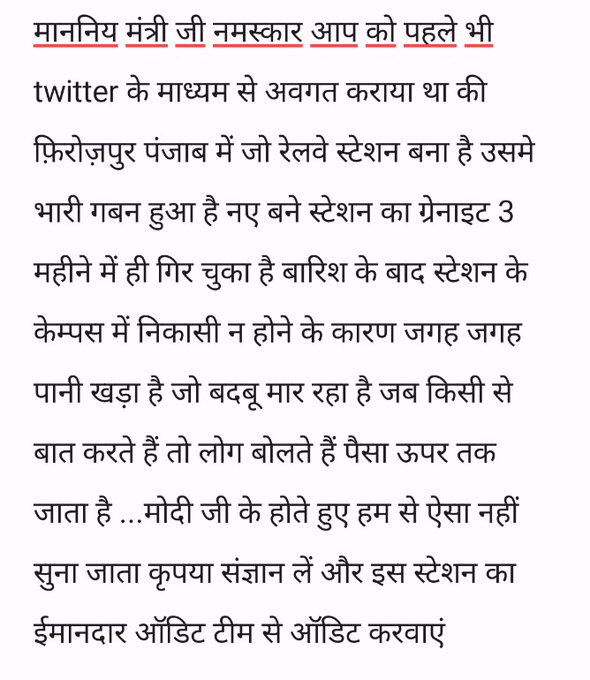 माननिय मंत्री जी नमस्कार आप को पहले भी
twitter के माध्यम से अवगत कराया था की
फ़िरोज़पुर पंजाब में जो रेलवे स्टेशन बना है उसमे
भारी गबन हुआ है नए बने स्टेशन का ग्रेनाइट 3
महीने में ही गिर चुका है बारिश के बाद स्टेशन के
केम्पस में निकासी न होने के कारण जगह जगह
पानी खड़ा है जो बदबू मार रहा है जब किसी से
बात करते हैं तो लोग बोलते हैं पैसा ऊपर तक
जाता है ...मोदी जी के होते हुए हम से ऐसा नहीं
सुना जाता कृपया संज्ञान लें और इस स्टेशन का
ईमानदार ऑडिट टीम से ऑडिट करवाएं